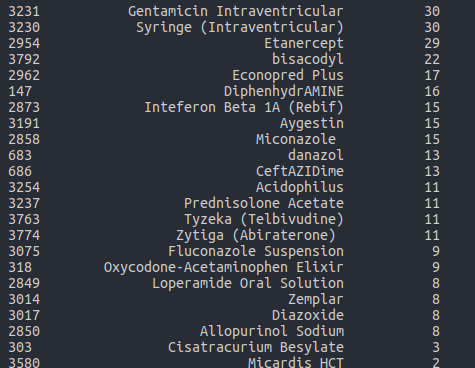 3231 Gentamicin Intraventricular 30
3230 Syringe (Intraventricular) 30
2954 Etanercept 29
3792 bisacodyl 22
2962 Econopred Plus 17
147 DiphenhydrAMINE 16
2873 Inteferon Beta 1A (Rebif) 15
3191 Aygestin 15
2858 Miconazole 15
683 danazol 13
686 CeftAZIDime 13
3254 Acidophilus 11
3237 Prednisolone Acetate 11
3763 Tyzeka (Telbivudine) 11
3774 Zytiga (Abiraterone) 11
3075 Fluconazole Suspension 9
318 Oxycodone-Acetaminophen Elixir 9
2849 Loperamide Oral Solution 8
3014 Zemplar 8
3017 Diazoxide 8
2850 Allopurinol Sodium 8
303 Cisatracurium Besylate 3
3580 Micardis HCT 2